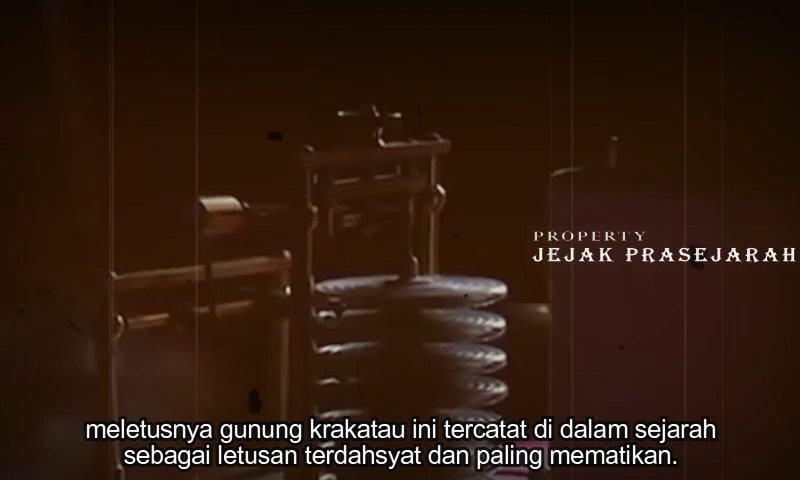 PROPERTY
JEJAK PRASEJARAH
meletusnya gunung krakatau ini tercatat di dalam sejarah
sebagai letusan terdahsyat dan paling mematikan.